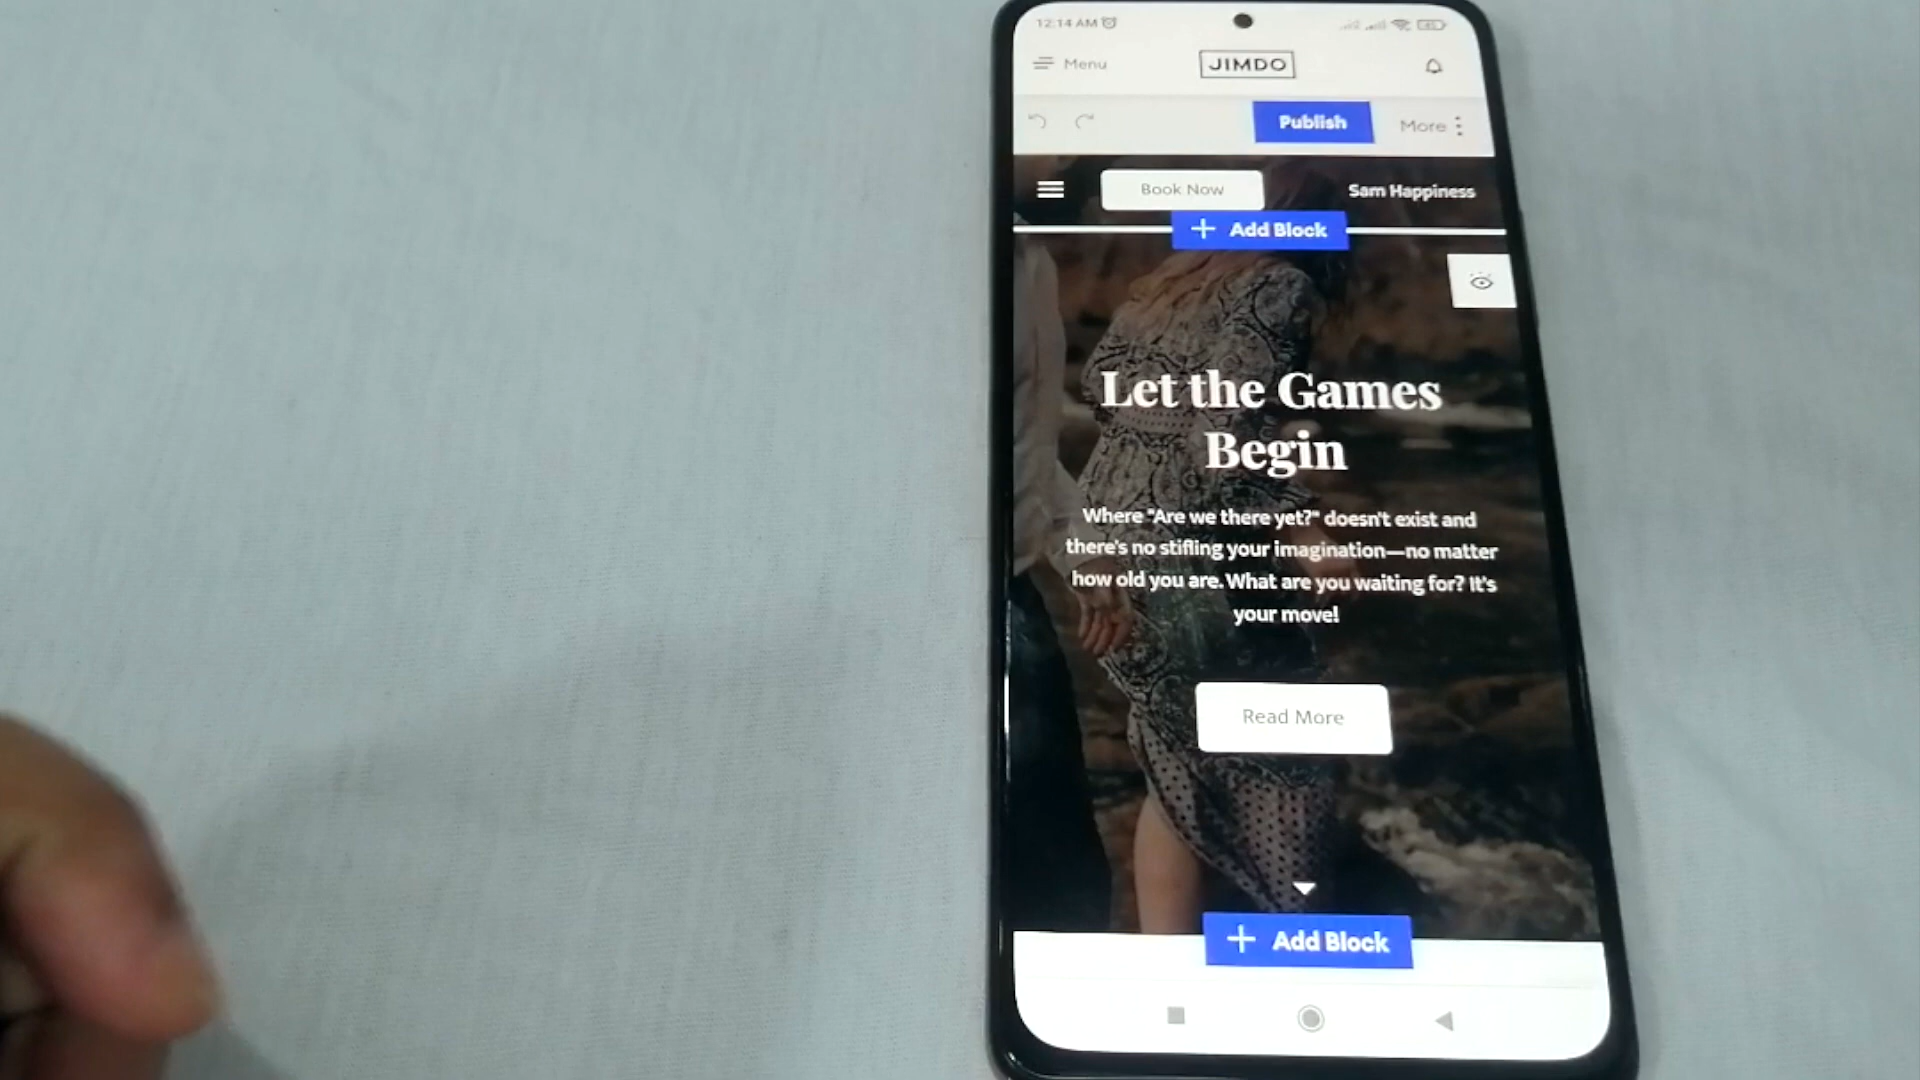 12:14 AM
Menu
JIMDO
Publish
More
Book Now
Sam Happiness
Add Block
Let the Games
Begin
Where "Are we there yet?" doesn't exist and
there's no stifling your imagination—no matter
how old you are. What are you waiting for? It's
your move!
Read More
Add Block